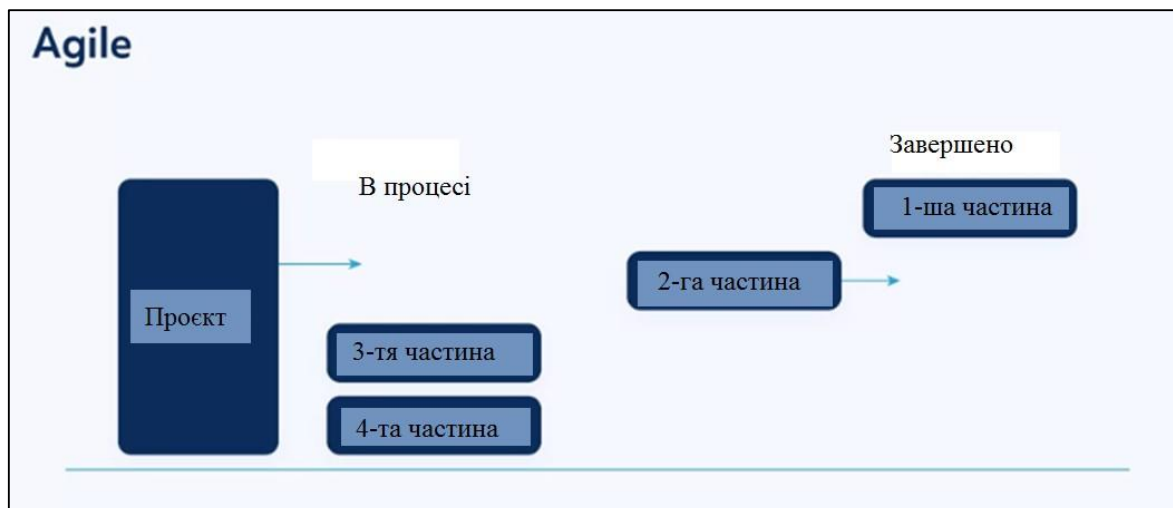 Agile
Завершено
В процесі
1-ша частина
2-га частина
Проєкт
3-тя частина
4-та частина